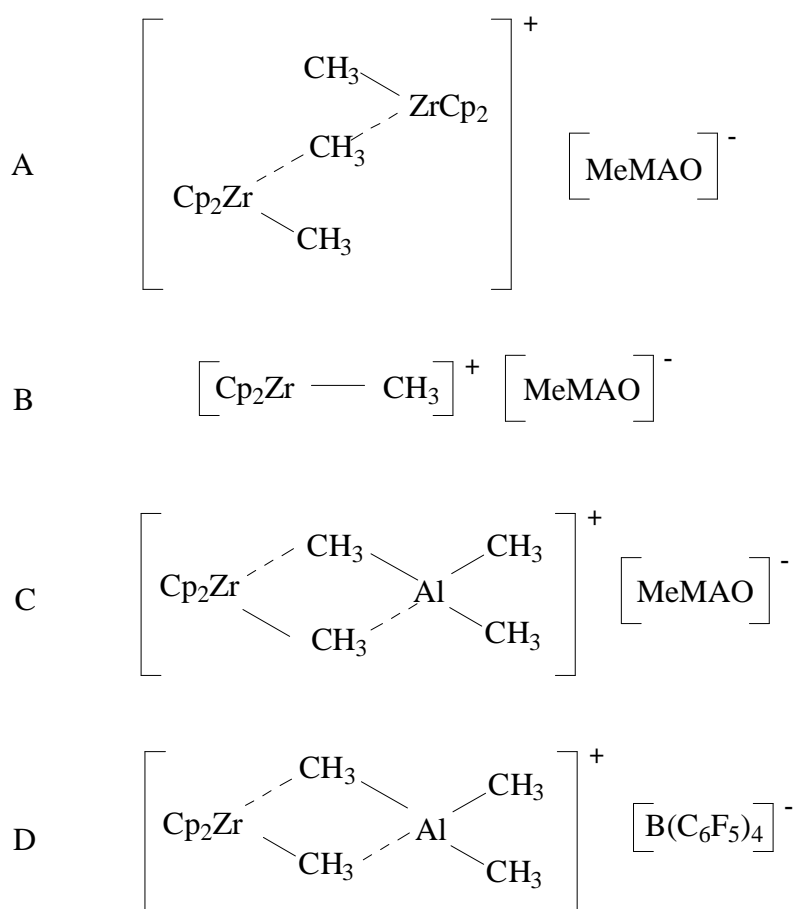 A
CH₃
ZrCp₂
CH₃
Cp₂Zr
CH₃
+
[MeMAO]
-
B
[Cp₂Zr — CH₃]
+
[MeMAO]
-
C
CH₃
CH₃
Cp₂Zr
Al
CH₃
CH₃
+
[MeMAO]
-
D
CH₃
CH₃
Cp₂Zr
Al
CH₃
CH₃
+
[B(C₆F₅)₄]
-